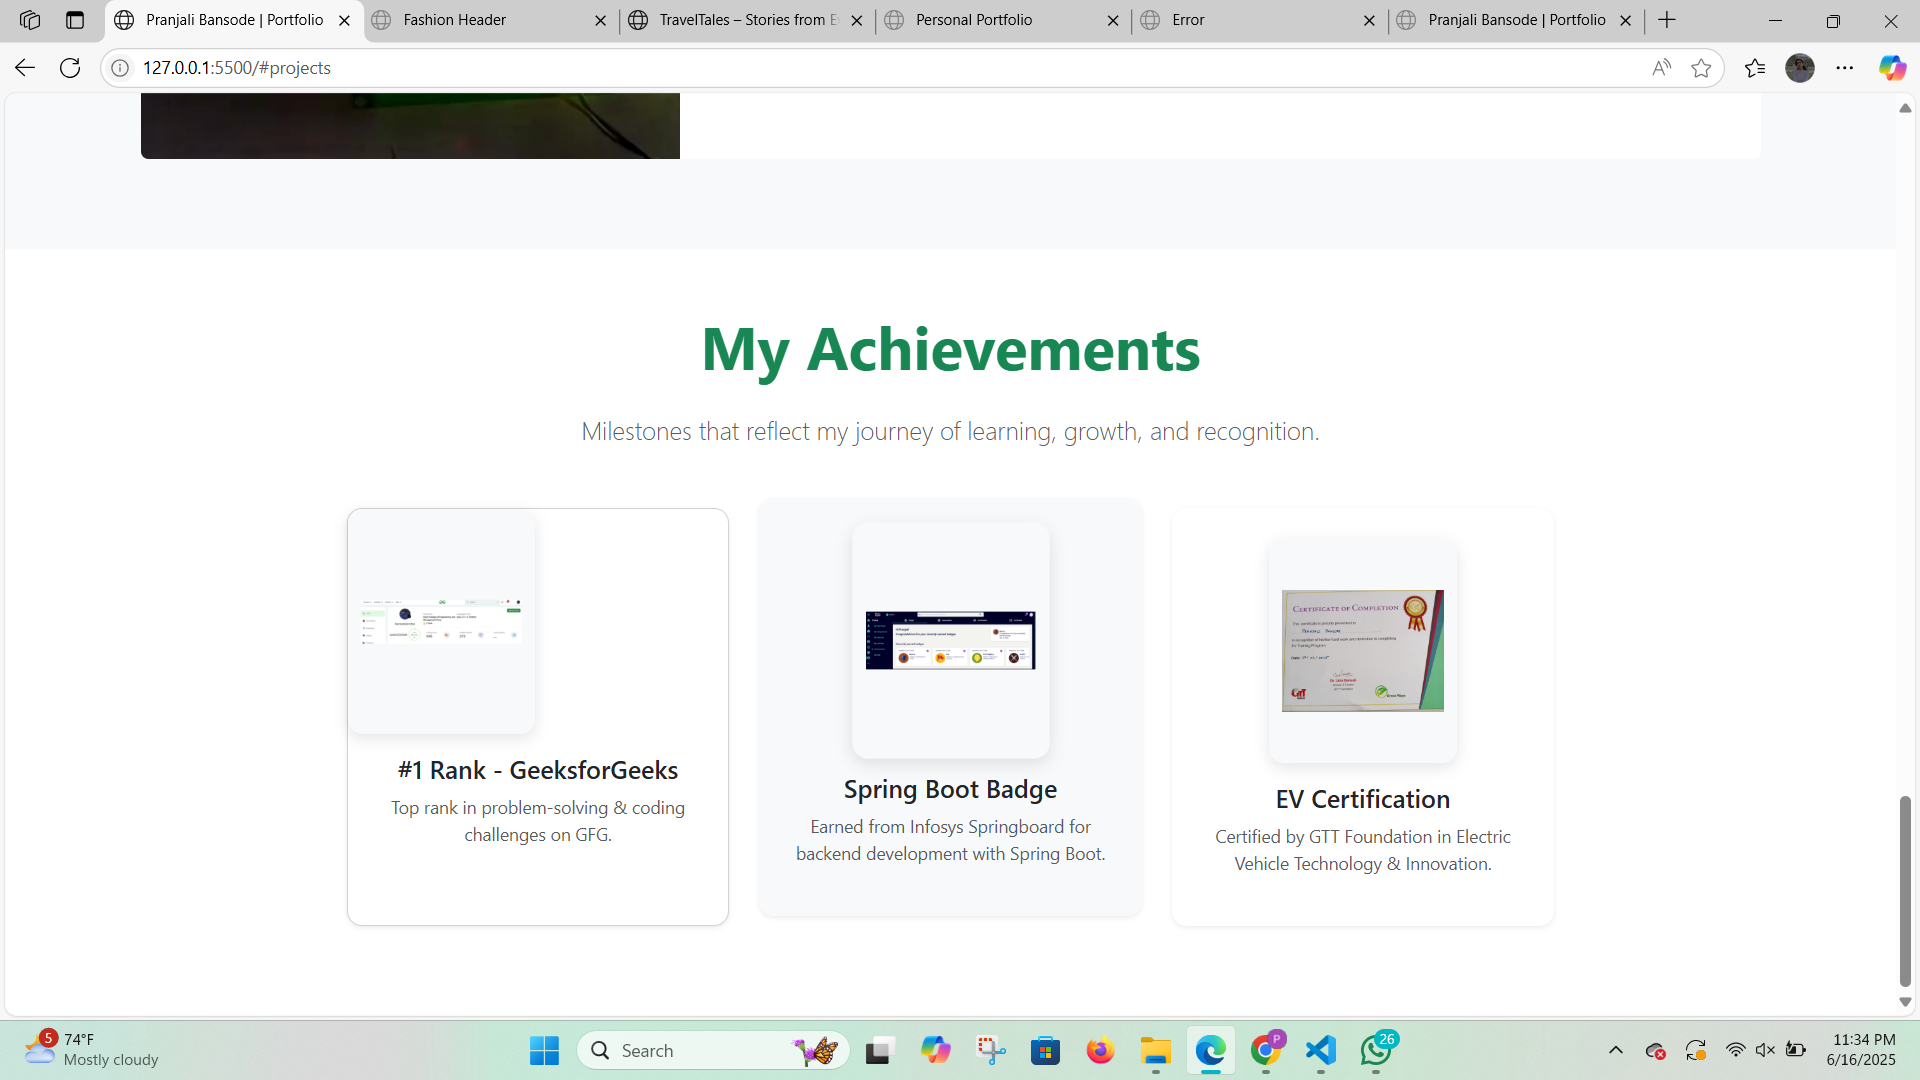 Pranjali Bansode | Portfolio
Fashion Header
TravelTales – Stories from E
Personal Portfolio
Error
Pranjali Bansode | Portfolio
127.0.0.1:5500/#projects
My Achievements
Milestones that reflect my journey of learning, growth, and recognition.
#1 Rank - GeeksforGeeks
Top rank in problem-solving & coding
challenges on GFG.
Spring Boot Badge
Earned from Infosys Springboard for
backend development with Spring Boot.
CERTIFICATE OF COMPLETION
EV Certification
Certified by GTT Foundation in Electric
Vehicle Technology & Innovation.
5
74°F
Mostly cloudy
Search
P
26
11:34 PM
6/16/2025